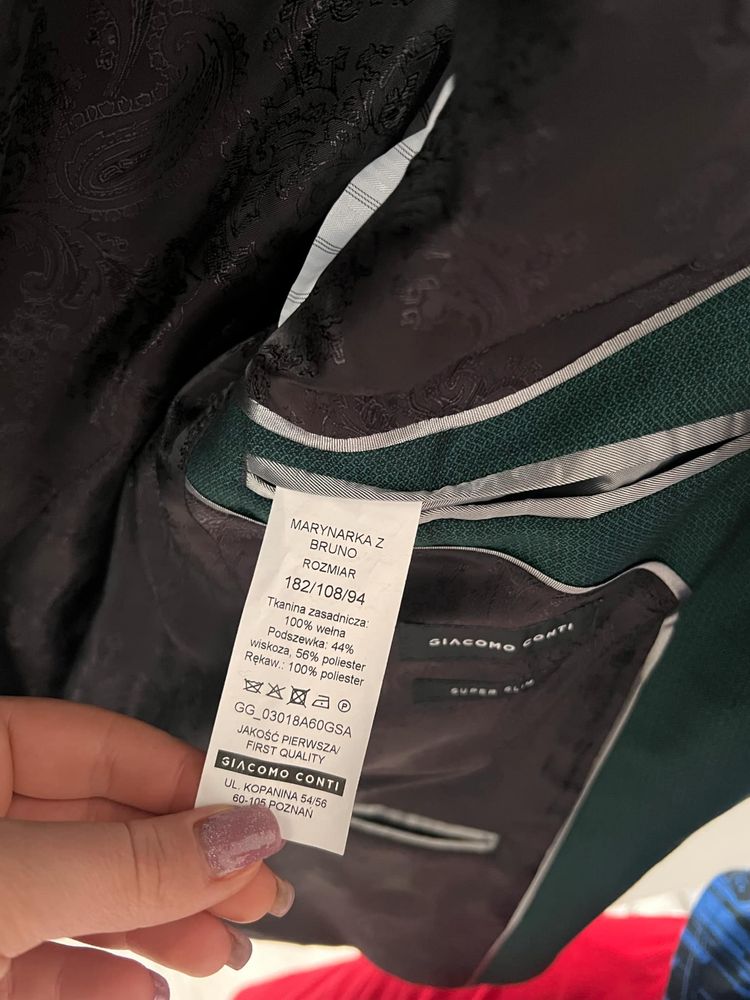 MARYNARKA Z
BRUNO
ROZMIAR
182/108/94
Tkanina zasadnicza:
100% wełna
Podszewka: 44%
wiskoza, 56% poliester
Rękaw.: 100% poliester
GG_03018A60GSA
JAKOŚĆ PIERWSZA/
FIRST QUALITY
GIACOMO CONTI
UL. KOPANINA 54/56
60-105 POZNAŃ
GIACOMO CONTI
SUPER SLIM